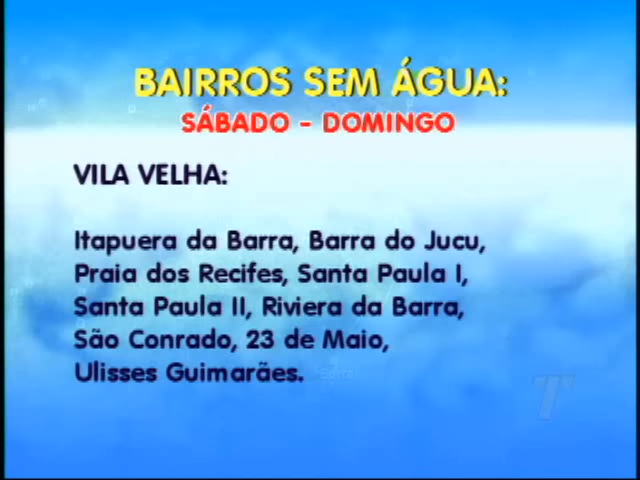 BAIRROS SEM ÁGUA:
SÁBADO - DOMINGO
VILA VELHA:
Itapuera da Barra, Barra do Jucu,
Praia dos Recifes, Santa Paula I,
Santa Paula II, Riviera da Barra,
São Conrado, 23 de Maio,
Ulisses Guimarães.
Serra